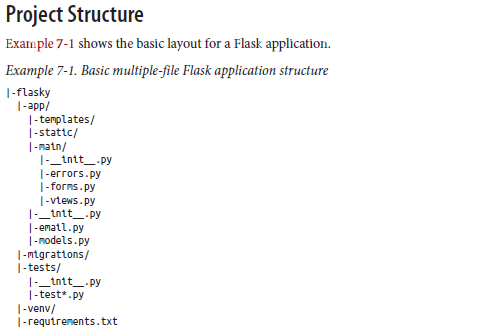 Project Structure
Example 7-1 shows the basic layout for a Flask application.
Example 7-1. Basic multiple-file Flask application structure
|-flasky
  |-app/
    |-templates/
    |-static/
    |-main/
      |-__init__.py
      |-errors.py
      |-forms.py
      |-views.py
    |-__init__.py
    |-email.py
    |-models.py
  |-migrations/
  |-tests/
    |-__init__.py
    |-test*.py
  |-venv/
  |-requirements.txt